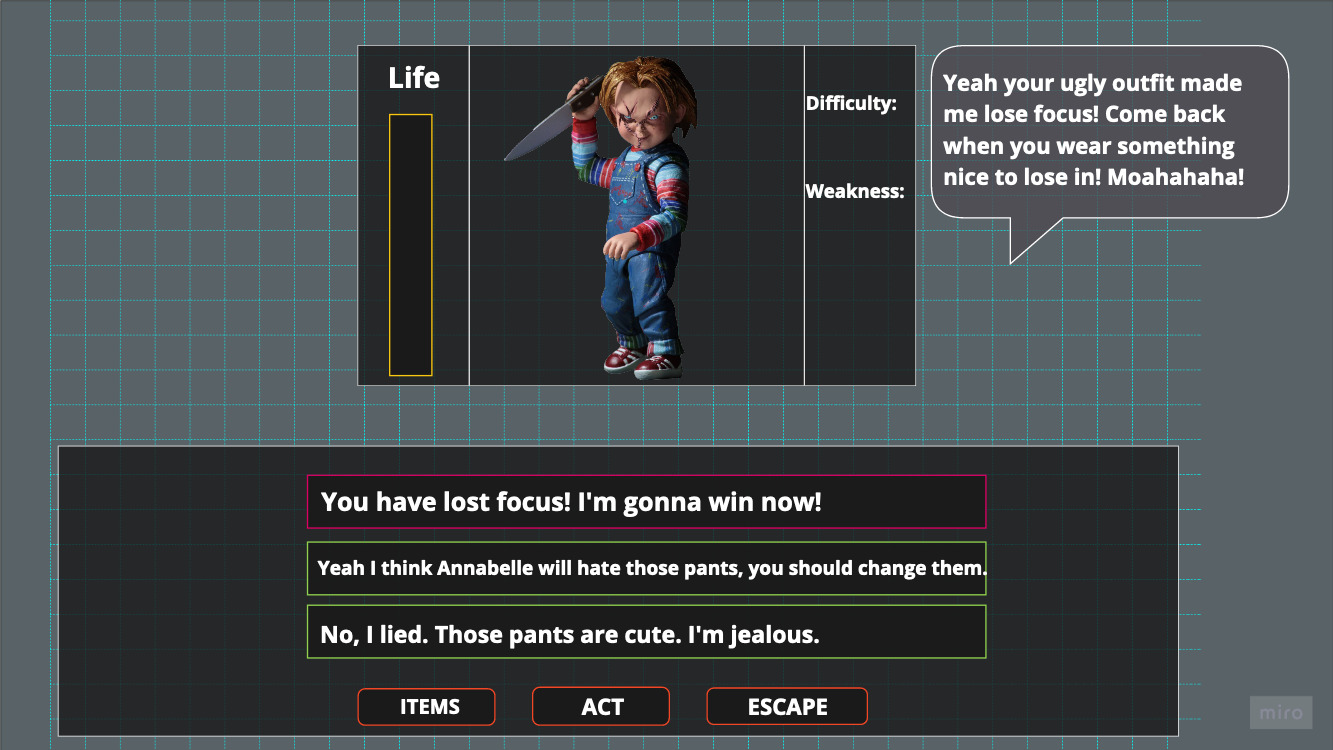 Life
Difficulty:
Weakness:
Yeah your ugly outfit made
me lose focus! Come back
when you wear something
nice to lose in! Moahahaha!
You have lost focus! I'm gonna win now!
Yeah I think Annabelle will hate those pants, you should change them.
No, I lied. Those pants are cute. I'm jealous.
ITEMS
ACT
ESCAPE
miro